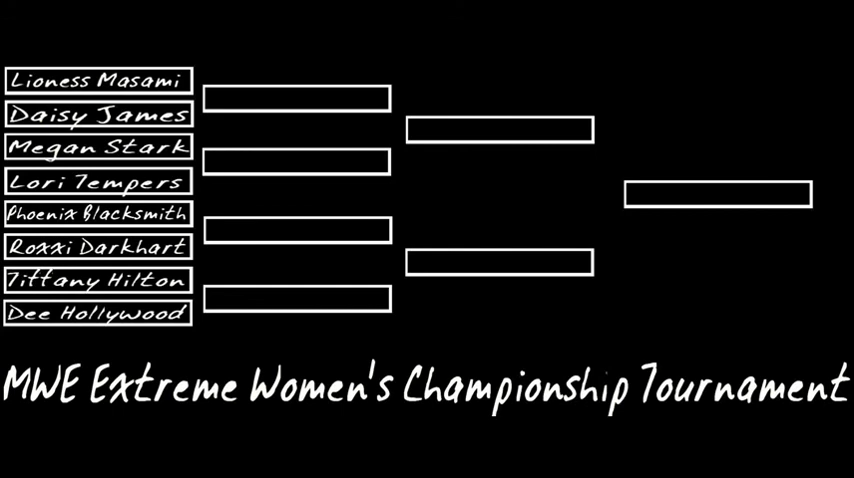 Lioness Masami
Daisy James
Megan Stark
Lori Tempers
Phoenix Blacksmith
Roxxi Darkhart
Tiffany Hilton
Dee Hollywood
MWE Extreme Women's Championship Tournament